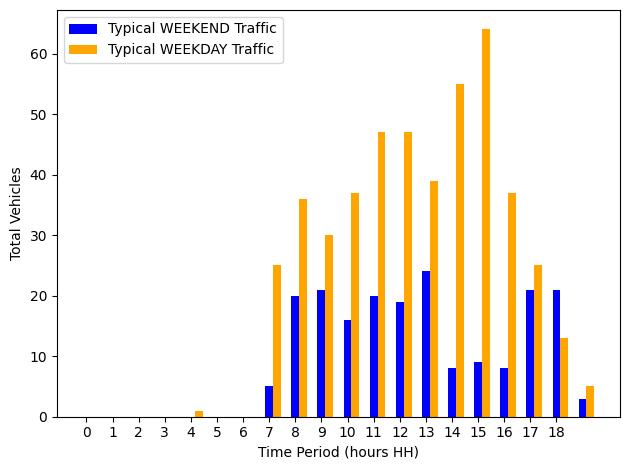 Typical WEEKEND Traffic
Typical WEEKDAY Traffic
60
50
40
30
20
10
0
Total Vehicles
0 1 2 3 4 5 6 7 8 9 10 11 12 13 14 15 16 17 18
Time Period (hours HH)